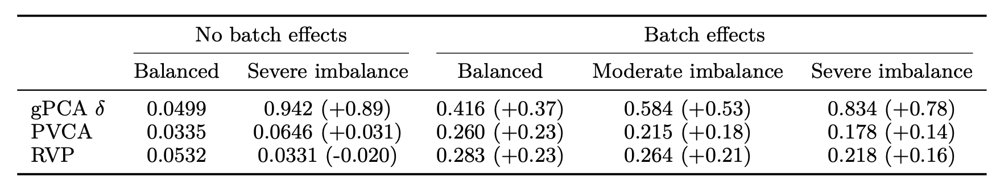 No batch effects Batch effects
Balanced Severe imbalance Balanced Moderate imbalance Severe imbalance
gPCA δ 0.0499 0.942 (+0.89) 0.416 (+0.37) 0.584 (+0.53) 0.834 (+0.78)
PVCA 0.0335 0.0646 (+0.031) 0.260 (+0.23) 0.215 (+0.18) 0.178 (+0.14)
RVP 0.0532 0.0331 (-0.020) 0.283 (+0.23) 0.264 (+0.21) 0.218 (+0.16)